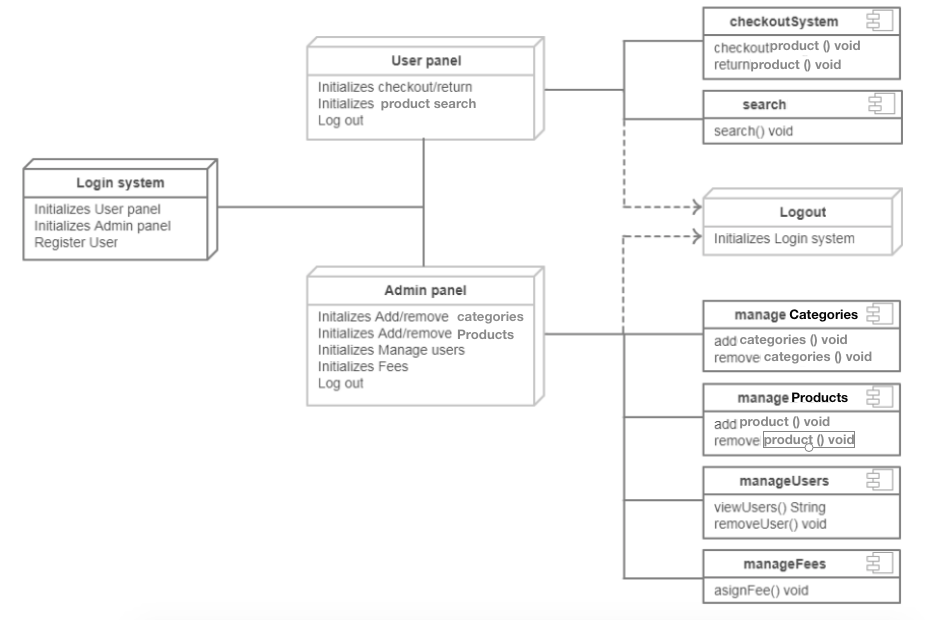 checkoutSystem
checkoutproduct () void
returnproduct () void
User panel
Initializes checkout/return
Initializes product search
Log out
search
search() void
Login system
Initializes User panel
Initializes Admin panel
Register User
Logout
Initializes Login system
Admin panel
Initalizes Add/remove categories
Initializes Add/remove Products
Initializes Manage users
Initializes Fees
Log out
manage Categories
add categories () void
remove categories () void
manage Products
add product () void
remove product () void
manageUsers
viewUsers() String
removeUser() void
manageFees
asignFee() void